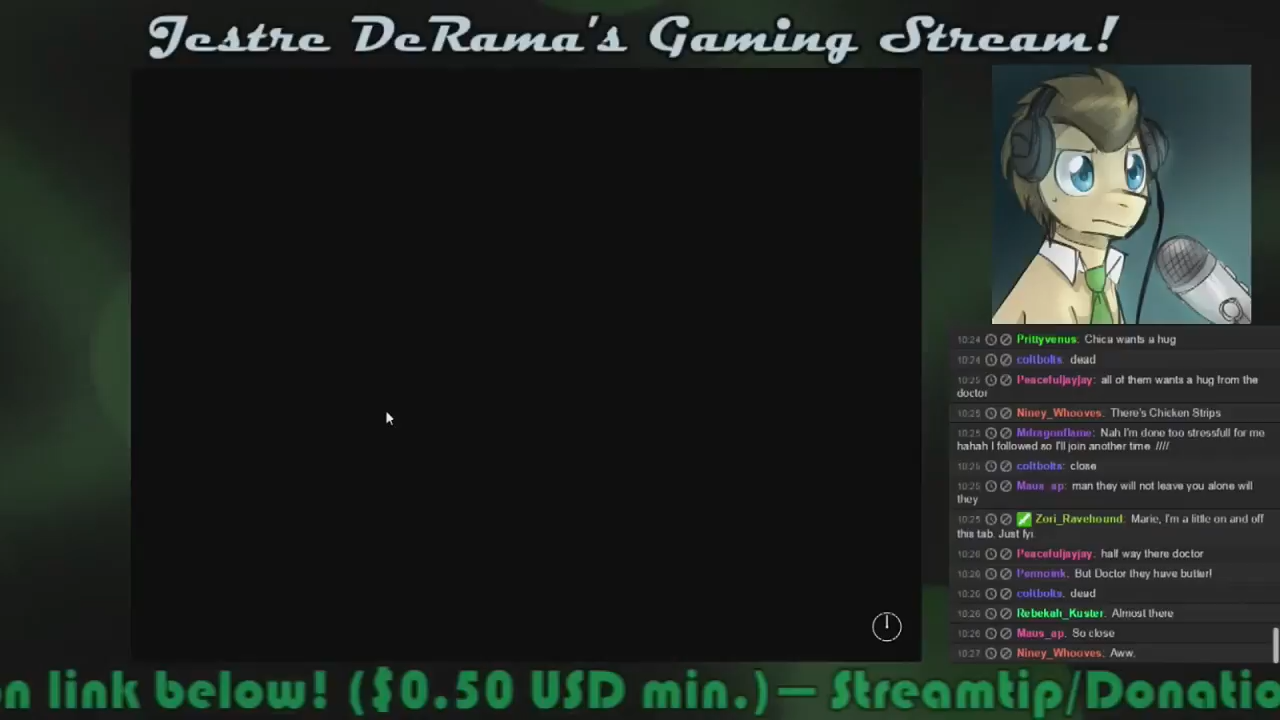 Jestre DeRama's Gaming Stream!
10:24 Prittyvenus: Chica wants a hug
10:24 coltbolts: dead
10:25 Peacefuljayjay: all of them wants a hug from the
doctor
10:25 Niney_Whooves: There's Chicken Strips
10:25 Mdragonflame: Nah I'm done too stressfull for me
hahah I followed so I'll join another time ////
10:25 coltbolts: close
10:25 Maus_ap: man they will not leave you alone will
they
10:25 Zori_Ravehound: Marie, I'm a little on and off
this tab. Just fyi.
10:26 Peacefuljayjay: half way there doctor
10:26 Pennoink: But Doctor they have butter!
10:26 coltbolts: dead
10:26 Rebekah_Kuster: Almost there
10:26 Maus_ap: So close
10:27 Niney_Whooves: Aww.
n link below! ($0.50 USD min.) — Streamtip/Donatio